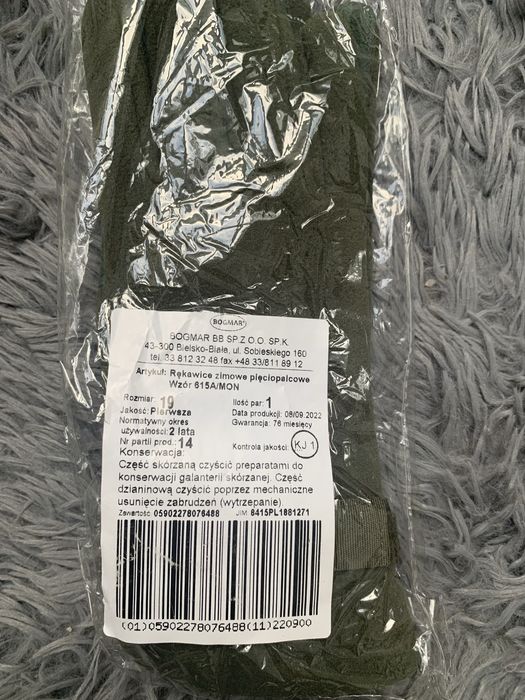 BOGMAR®
BOGMAR BB SP.Z O.O. SP.K.
43-300 Bielsko-Biała, ul. Sobieskiego 160
tel. 33 812 32 48 fax +48 33/811 89 12
Artykuł: Rękawice zimowe pięciopalcowe
Wzór 615A/MON
Rozmiar: 19 Ilość par: 1
Jakość: Pierwsza Data produkcji: 08/09.2022
Normatywny okres Gwarancja: 76 miesięcy
używalności: 2 lata
Nr partii prod.: 14 Kontrola jakości: KJ 1
Konserwacja:
Część skórzaną czyścić preparatami do
konserwacji galanterii skórzanej. Część
dzianinową czyścić poprzez mechaniczne
usunięcie zabrudzeń (wytrzepanie).
Zawartość 05902278076488 JIM: 8415PL1881271
(01)05902278076488(11)220900